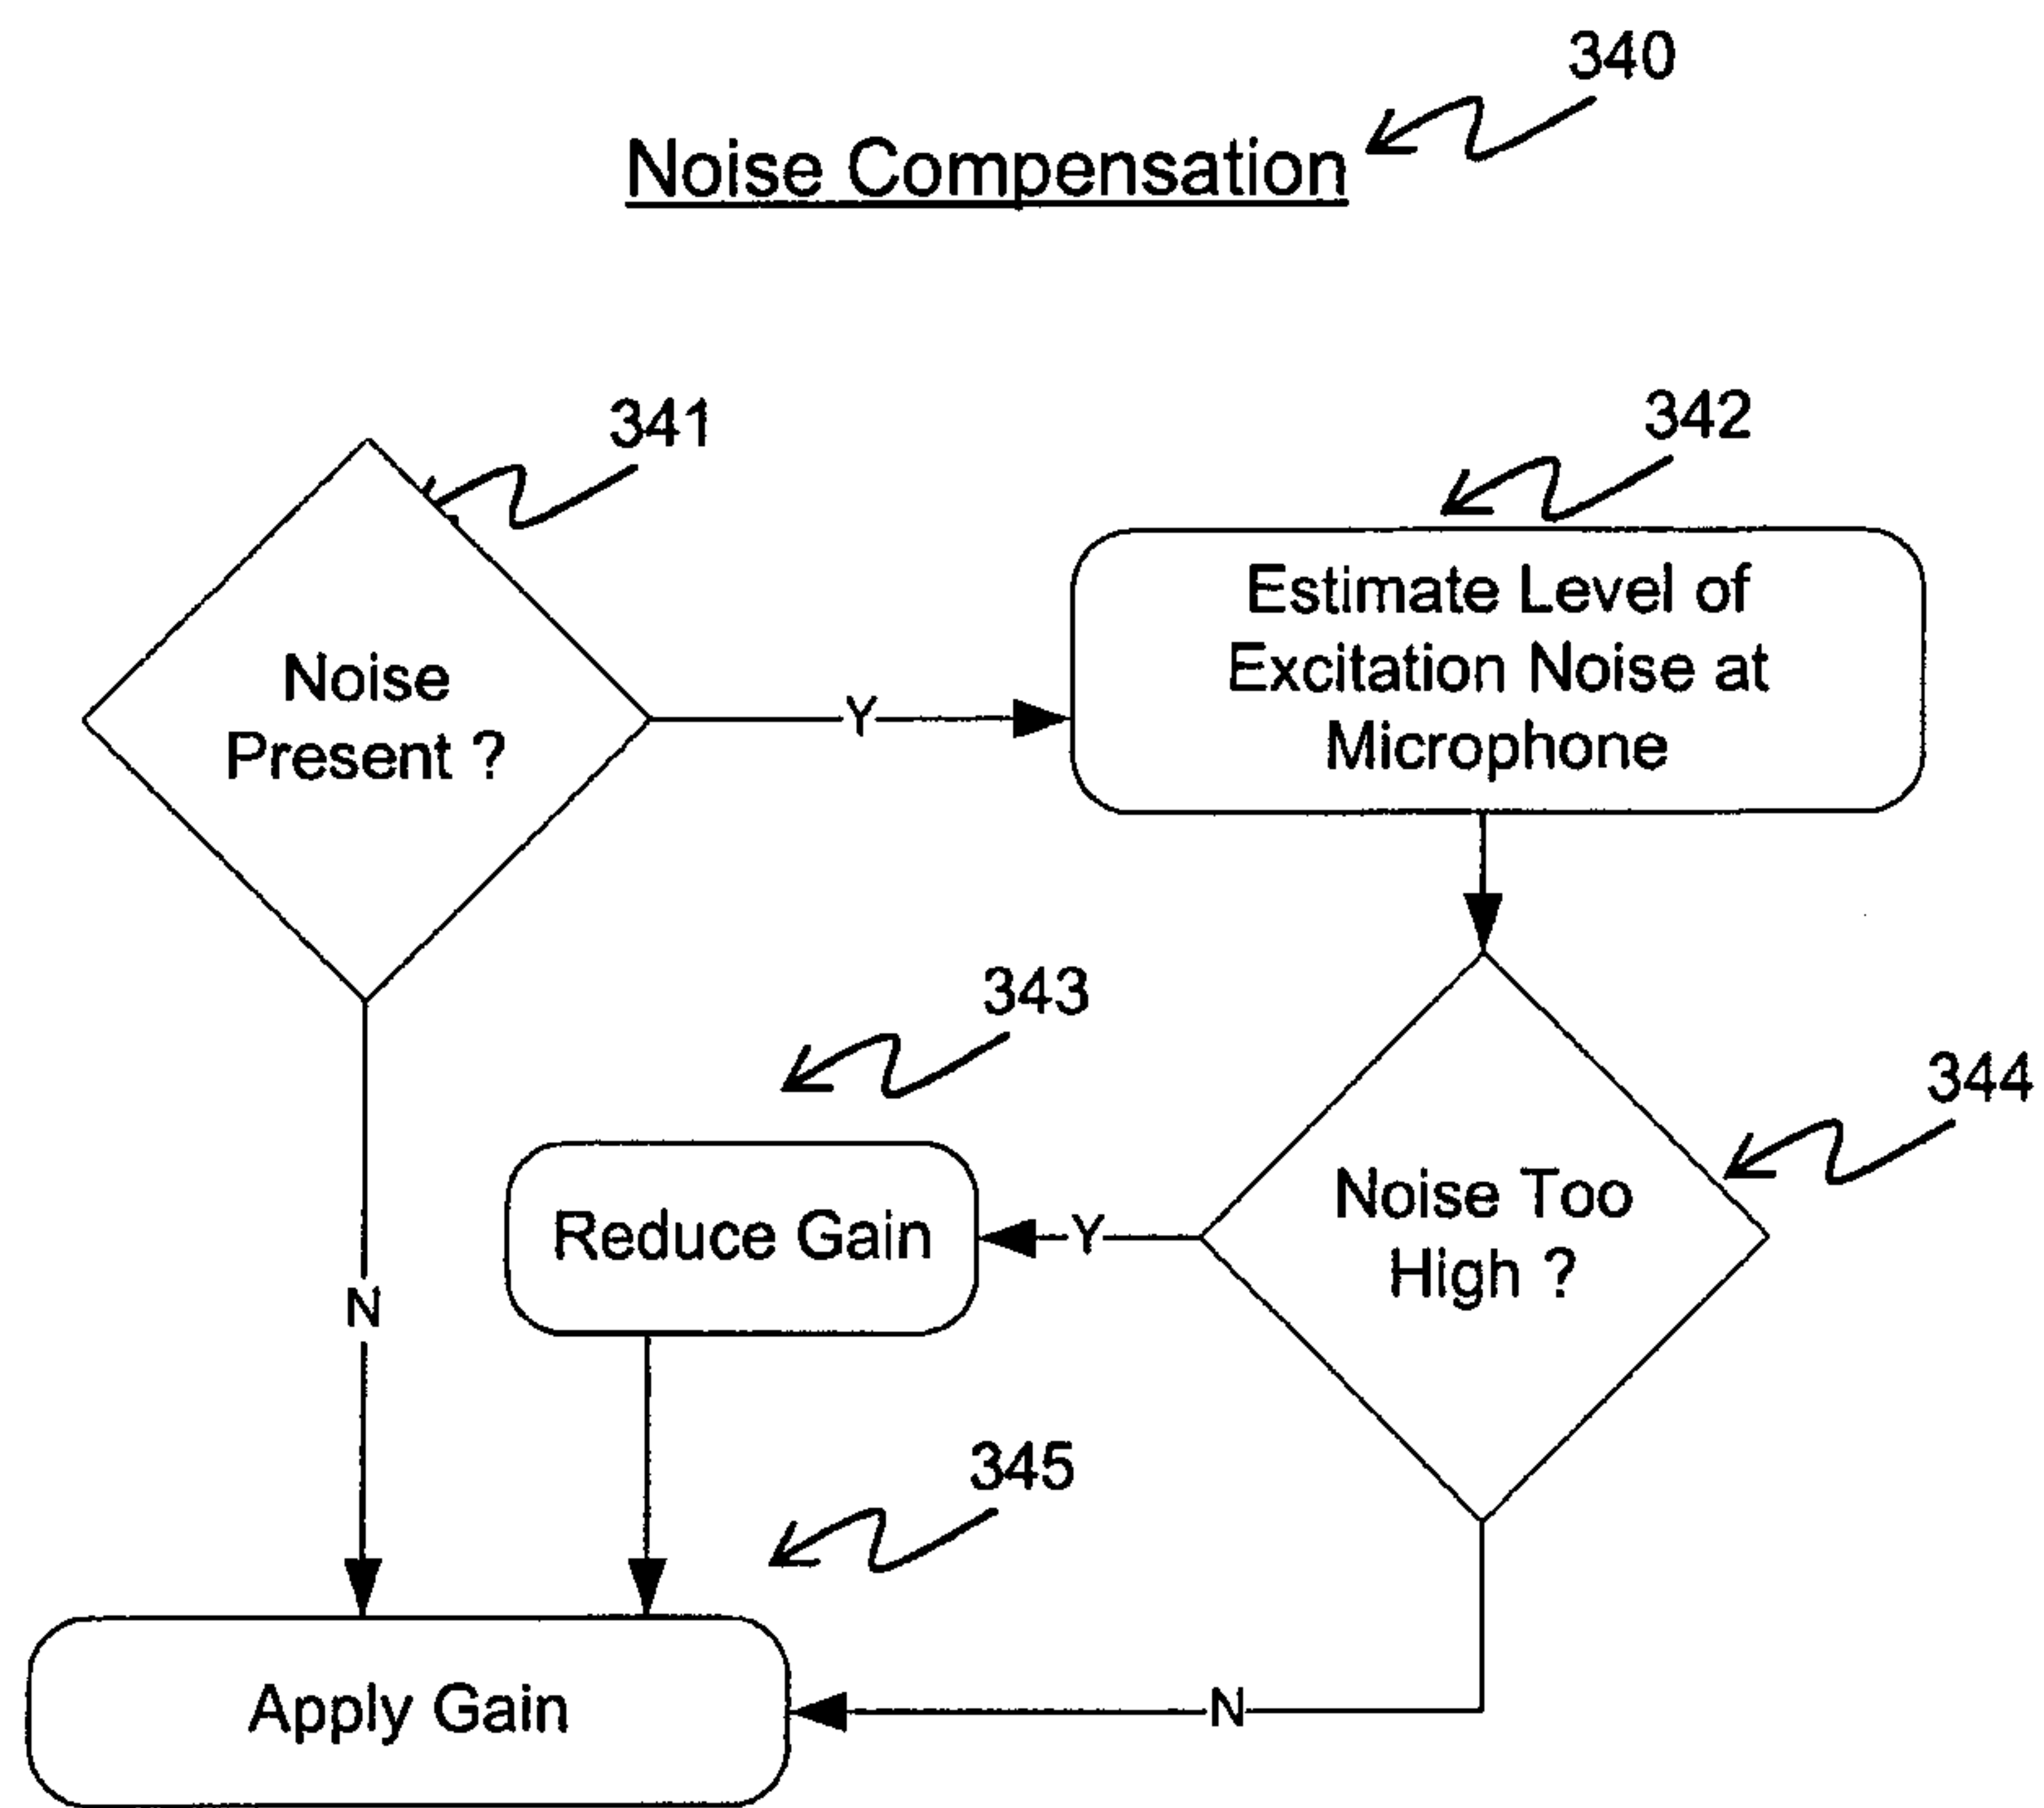 340
Noise Compensation
341
342
Noise
Present ?
Y
Estimate Level of
Excitation Noise at
Microphone
343
344
Reduce Gain
Y
Noise Too
High ?
N
345
Apply Gain
N